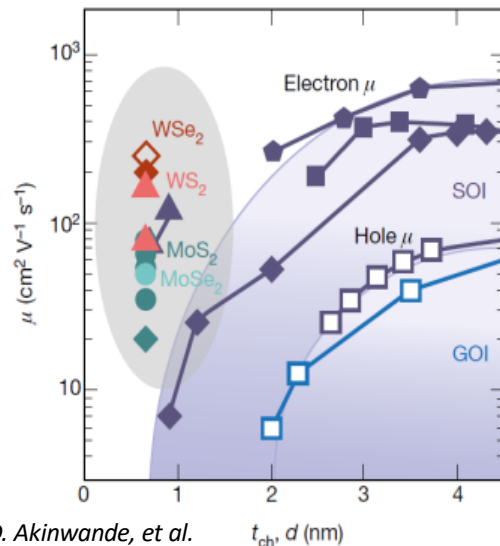 10³
Electron μ
WSe₂
WS₂
SOI
μ (cm² V⁻¹ s⁻¹)
10²
Hole μ
MoS₂
MoSe₂
GOI
10
0 1 2 3 4
. Akinwande, et al.
t_ch, d (nm)